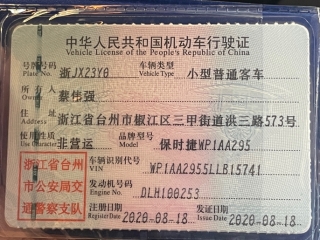 中华人民共和国机动车行驶证
Vehicle License of the People's Republic of China
号牌号码 浙JX23Y0 车辆类型 小型普通客车
Plate No. Vehicle Type
所有人 蔡伟强
Owner
住址 浙江省台州市椒江区三甲街道洪三路573号
Address
使用性质 非营运 品牌型号 保时捷WP1AA295
Use Character Model
浙江省台州市公安局交通警察支队
车辆识别代号 WP1AA2955LLB15741
VIN
发动机号码 DLH100253
Engine No.
注册日期 2020-08-18 发证日期 2020-08-18
Register Date Issue Date